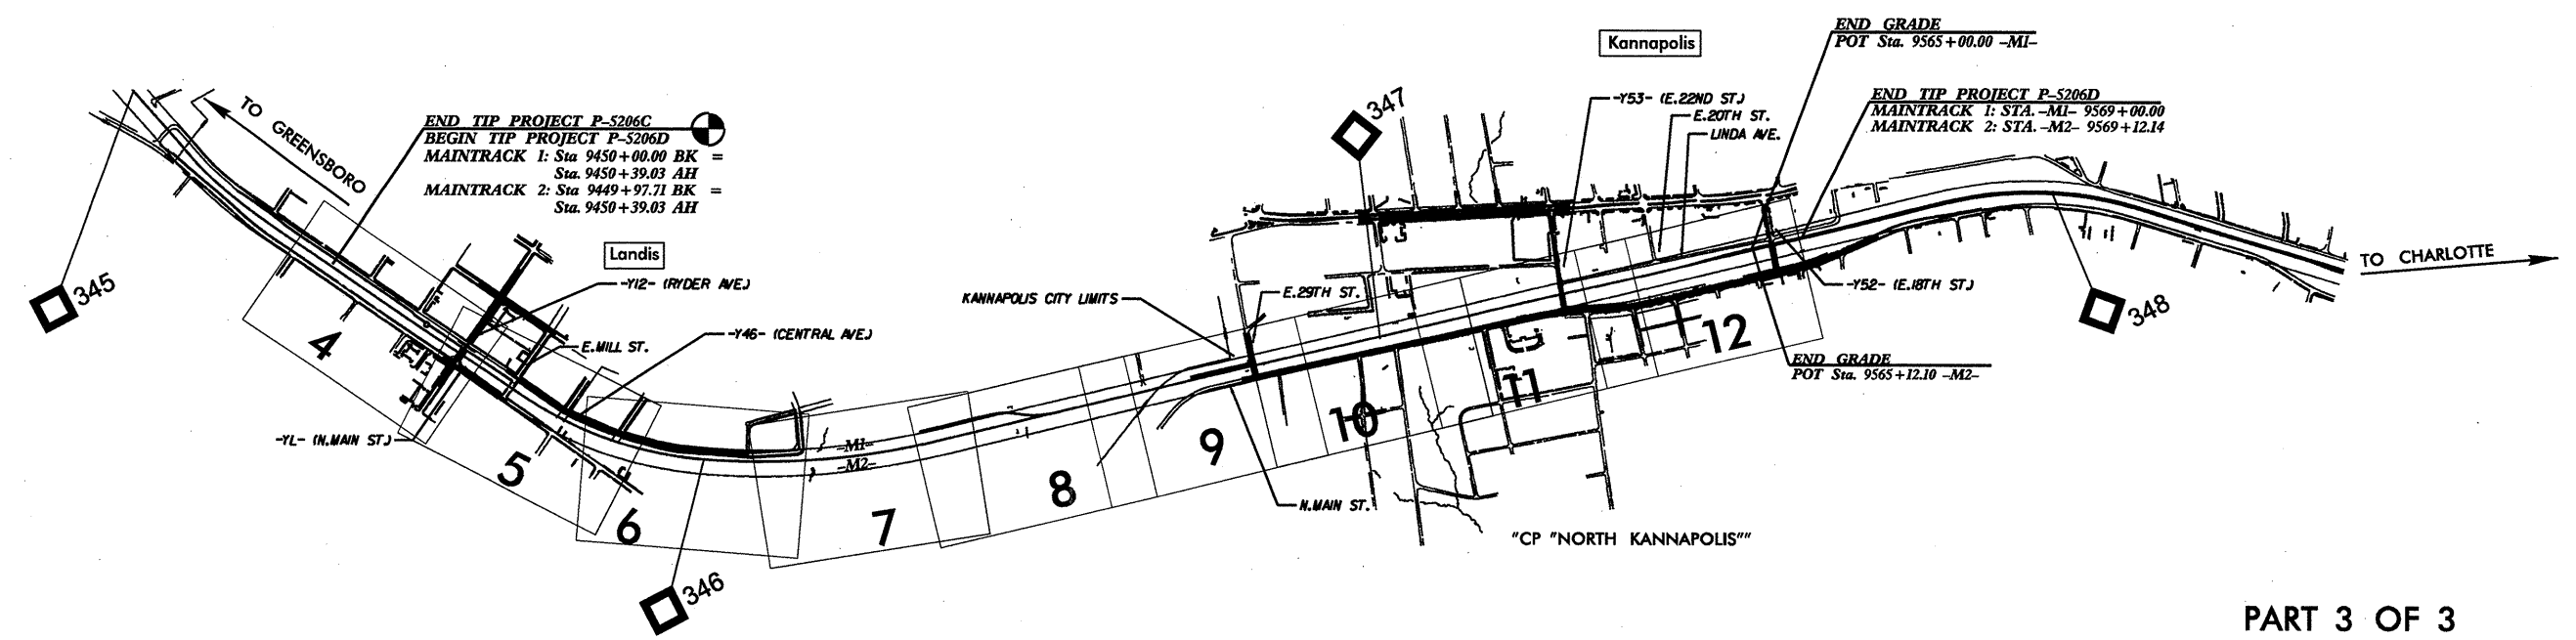 END GRADE
POT Sta. 9565+00.00 -M1-
Kannapolis
TO GREENSBORO
END TIP PROJECT P-5206C
BEGIN TIP PROJECT P-5206D
MAINTRACK 1: Sta 9450+00.00 BK =
Sta. 9450+39.03 AH
MAINTRACK 2: Sta 9449+97.71 BK =
Sta. 9450+39.03 AH
347
-Y53- (E.22ND ST.)
E.20TH ST.
LINDA AVE.
END TIP PROJECT P-5206D
MAINTRACK 1: STA. -M1- 9569+00.00
MAINTRACK 2: STA. -M2- 9569+12.14
Landis
-Y12- (RYDER AVE.)
345
TO CHARLOTTE
KANNAPOLIS CITY LIMITS
E.29TH ST.
-Y52- (E.18TH ST.)
348
4
E.MILL ST.
-Y46- (CENTRAL AVE.)
12
END GRADE
POT Sta. 9565+12.10 -M2-
11
10
9
-YL- (N.MAIN ST.)
-M1-
-M2-
5
8
6
7
N.MAIN ST.
"CP "NORTH KANNAPOLIS""
346
PART 3 OF 3